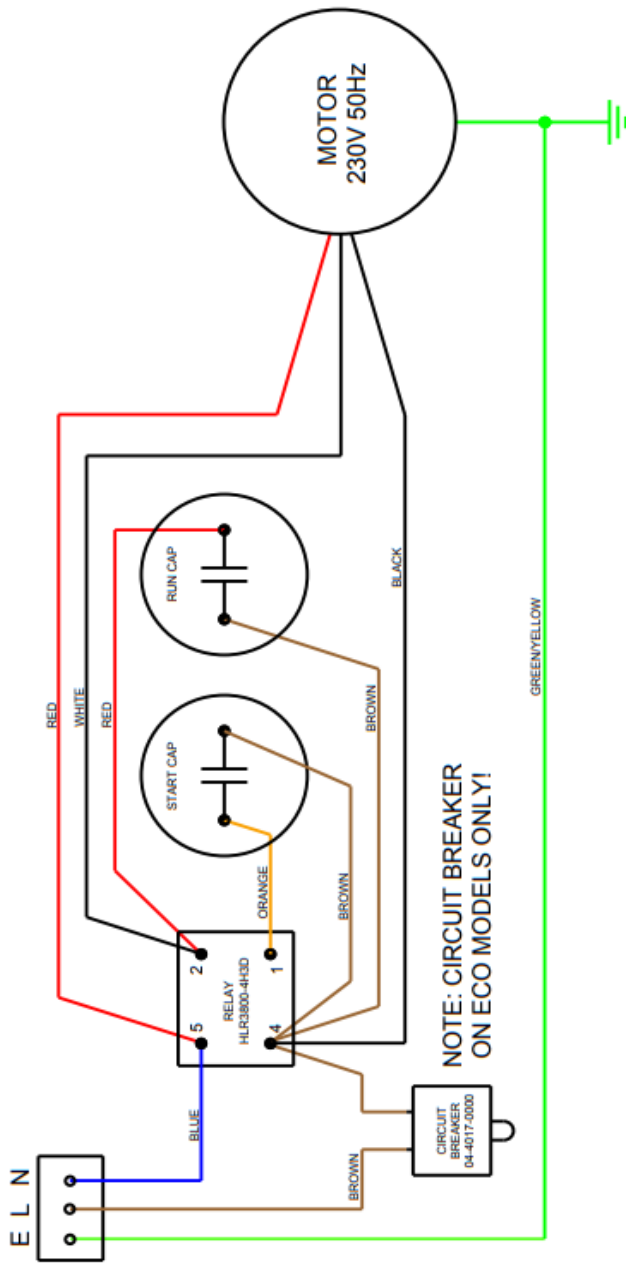 MOTOR
230V 50Hz
RED
WHITE
RED
RUN CAP
START CAP
BLACK
BROWN
BROWN
ORANGE
GREEN/YELLOW
2
1
5
4
RELAY
HLR3800-4H3D
NOTE: CIRCUIT BREAKER
ON ECO MODELS ONLY!
BLUE
BROWN
CIRCUIT
BREAKER
04-4017-0000
E L N